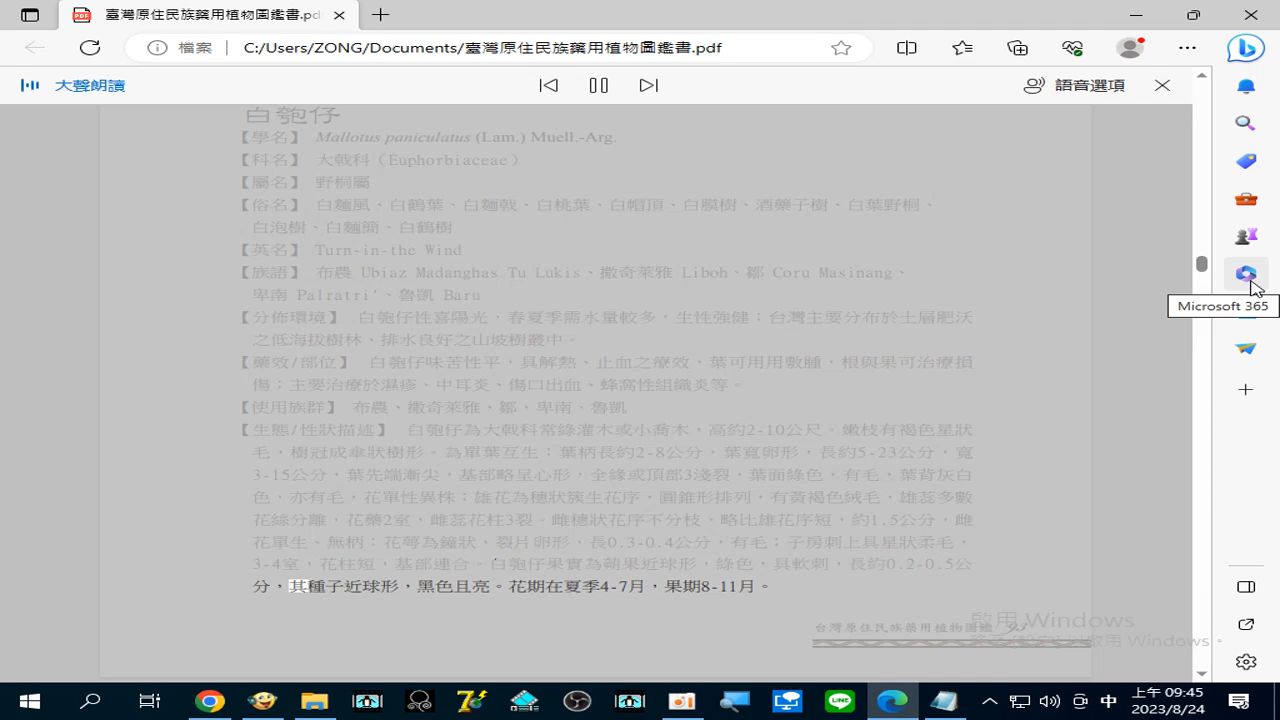 臺灣原住民族藥用植物圖鑑書.pdf
檔案
C:/Users/ZONG/Documents/臺灣原住民族藥用植物圖鑑書.pdf
大聲朗讀
語音選項
白匏仔
【學名】 Mallotus paniculatus (Lam.) Muell.-Arg.
【科名】 大戟科（Euphorbiaceae）
【屬名】 野桐屬
【俗名】 白麵風、白鶴葉、白麵戟、白桃葉、白帽頂、白膜樹、酒藥子樹、白葉野桐、
白泡樹、白麵簡、白鶴樹
【英名】 Turn-in-the Wind
【族語】 布農 Ubiaz Madanghas Tu Lukis、撒奇萊雅 Liboh、鄒 Coru Masinang、
卑南 Palratri'、魯凱 Baru
【分佈環境】 白匏仔性喜陽光，春夏季需水量較多，生性強健；台灣主要分布於土層肥沃
之低海拔樹林、排水良好之山坡樹叢中。
【藥效/部位】 白匏仔味苦性平，具解熱、止血之療效，葉可用用敷腫，根與果可治療損
傷；主要治療於濕疹、中耳炎、傷口出血、蜂窩性組織炎等。
【使用族群】 布農、撒奇萊雅、鄒、卑南、魯凱
【生態/性狀描述】 白匏仔為大戟科常綠灌木或小喬木，高約2-10公尺。嫩枝有褐色星狀
毛，樹冠成傘狀樹形。為單葉互生；葉柄長約2-8公分，葉寬卵形，長約5-23公分，寬
3-15公分，葉先端漸尖，基部略呈心形，全緣或頂部3淺裂，葉面綠色，有毛，葉背灰白
色，亦有毛，花單性異株；雄花為穗狀簇生花序，圓錐形排列，有黃褐色絨毛，雄蕊多數
花絲分離，花藥2室，雌蕊花柱3裂。雌穗狀花序不分枝，略比雄花序短，約1.5公分，雌
花單生、無柄；花萼為鐘狀，裂片卵形，長0.3-0.4公分，有毛；子房刺上具星狀柔毛，
3-4室，花柱短，基部連合。白匏仔果實為蒴果近球形，綠色，具軟刺，長約0.2-0.5公
分，其種子近球形，黑色且亮。花期在夏季4-7月，果期8-11月。
台灣原住民族藥用植物圖鑑
啟用 Windows
Microsoft 365
中
上午 09:45
2023/8/24